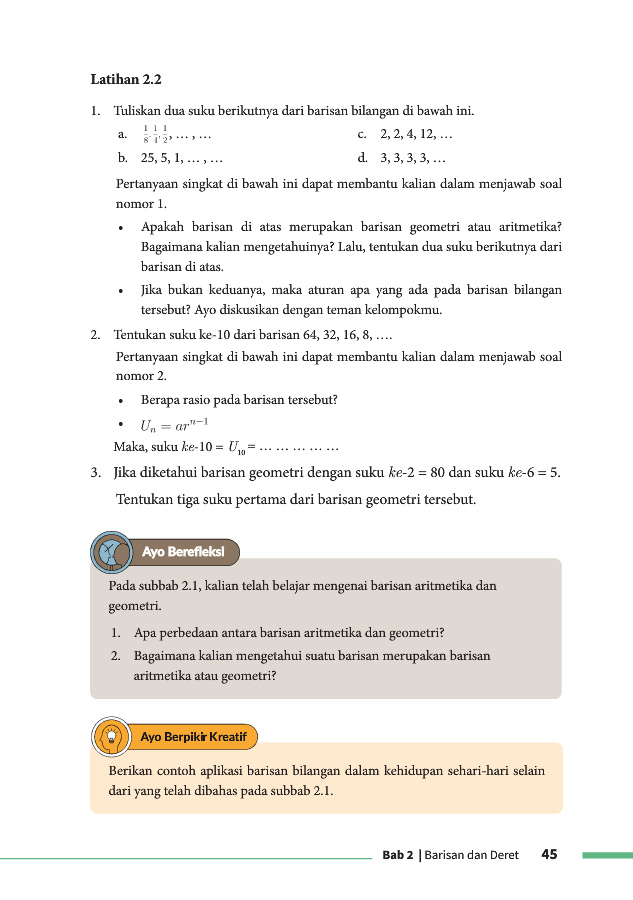 Latihan 2.2
1. Tuliskan dua suku berikutnya dari barisan bilangan di bawah ini.
a. 1/8, 1/4, 1/2, … , …
c. 2, 2, 4, 12, …
b. 25, 5, 1, … , …
d. 3, 3, 3, 3, …
Pertanyaan singkat di bawah ini dapat membantu kalian dalam menjawab soal
nomor 1.
• Apakah barisan di atas merupakan barisan geometri atau aritmetika?
Bagaimana kalian mengetahuinya? Lalu, tentukan dua suku berikutnya dari
barisan di atas.
• Jika bukan keduanya, maka aturan apa yang ada pada barisan bilangan
tersebut? Ayo diskusikan dengan teman kelompokmu.
2. Tentukan suku ke-10 dari barisan 64, 32, 16, 8, ….
Pertanyaan singkat di bawah ini dapat membantu kalian dalam menjawab soal
nomor 2.
• Berapa rasio pada barisan tersebut?
• Uₙ = arⁿ⁻¹
Maka, suku ke-10 = U₁₀ = … … … … …
3. Jika diketahui barisan geometri dengan suku ke-2 = 80 dan suku ke-6 = 5.
Tentukan tiga suku pertama dari barisan geometri tersebut.
Ayo Berefleksi
Pada subbab 2.1, kalian telah belajar mengenai barisan aritmetika dan
geometri.
1. Apa perbedaan antara barisan aritmetika dan geometri?
2. Bagaimana kalian mengetahui suatu barisan merupakan barisan
aritmetika atau geometri?
Ayo Berpikir Kreatif
Berikan contoh aplikasi barisan bilangan dalam kehidupan sehari-hari selain
dari yang telah dibahas pada subbab 2.1.
Bab 2 | Barisan dan Deret 45